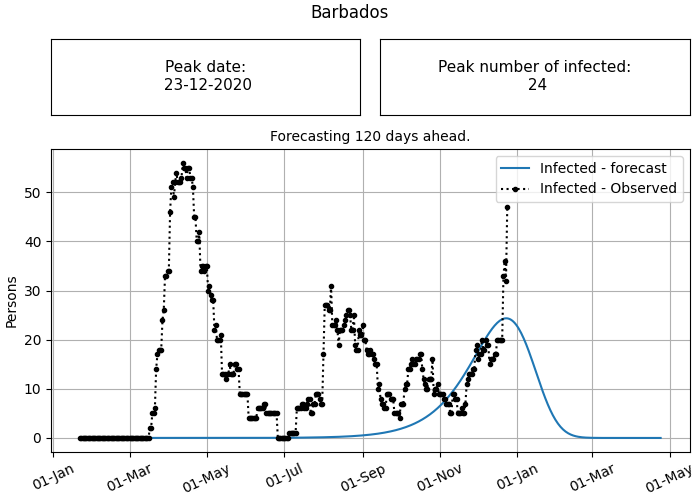 Barbados
Peak date:
23-12-2020
Peak number of infected:
24
Forecasting 120 days ahead.
Infected - forecast
Infected - Observed
Persons
50
40
30
20
10
0
01-Jan
01-Mar
01-May
01-Jul
01-Sep
01-Nov
01-Jan
01-Mar
01-May